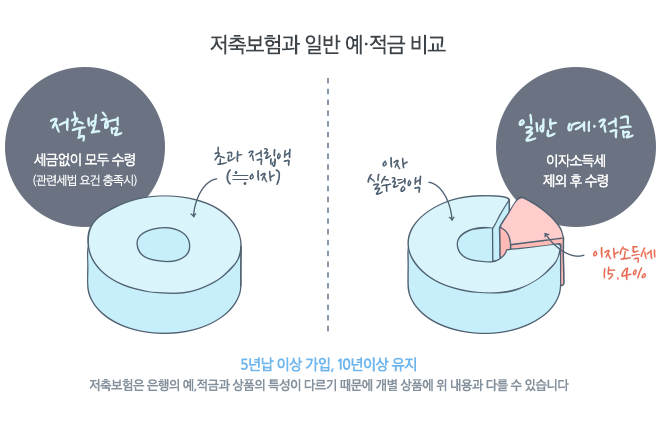 저축보험과 일반 예·적금 비교
저축보험
세금없이 모두 수령
(관련세법 요건 충족시)
초과 적립액
(≒이자)
일반 예·적금
이자소득세
제외 후 수령
이자
실수령액
이자소득세
15.4%
5년납 이상 가입, 10년이상 유지
저축보험은 은행의 예,적금과 상품의 특성이 다르기 때문에 개별 상품에 위 내용과 다를 수 있습니다